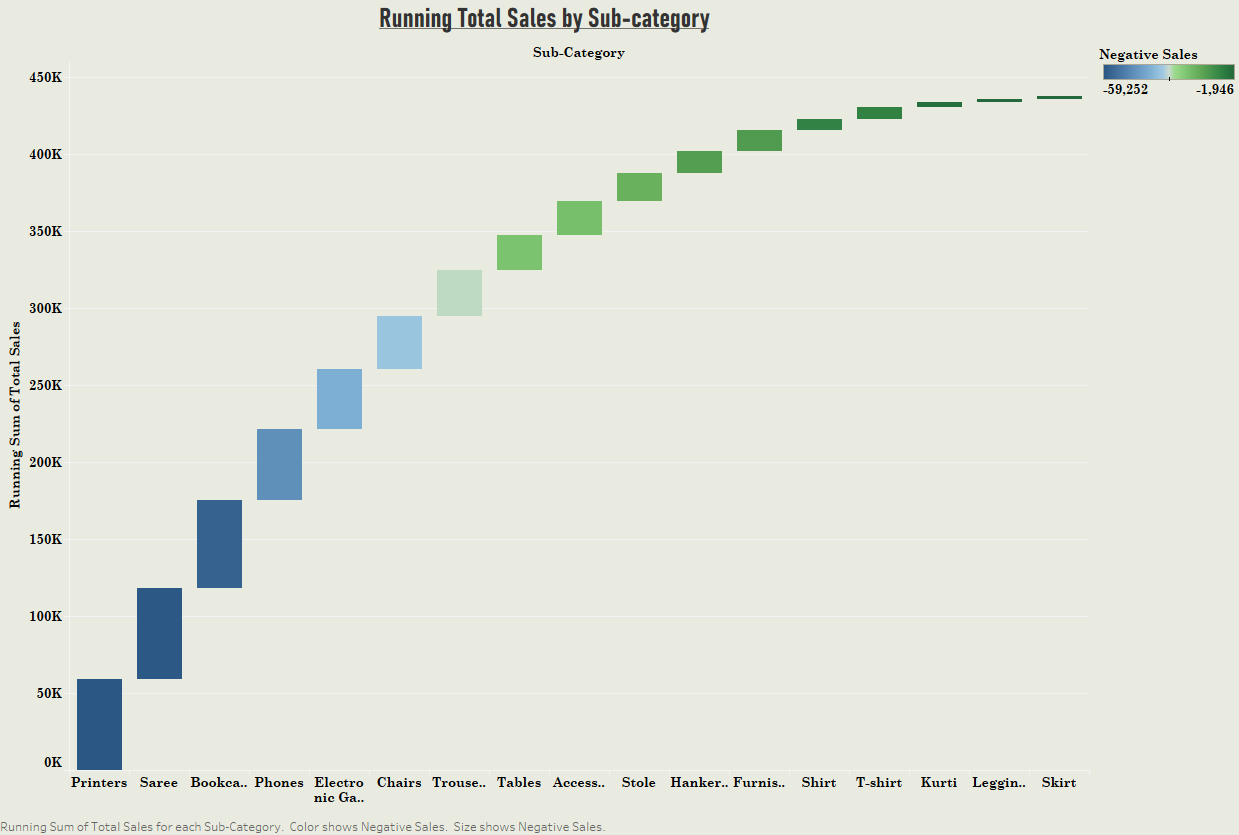 Running Total Sales by Sub-category
Sub-Category
Negative Sales
-59,252 -1,946
450K
400K
350K
300K
250K
200K
150K
100K
50K
0K
Running Sum of Total Sales
Printers Saree Bookca.. Phones Electro Chairs Trouse.. Tables Access.. Stole Hanker.. Furnis.. Shirt T-shirt Kurti Leggin.. Skirt
nic Ga..
Running Sum of Total Sales for each Sub-Category. Color shows Negative Sales. Size shows Negative Sales.